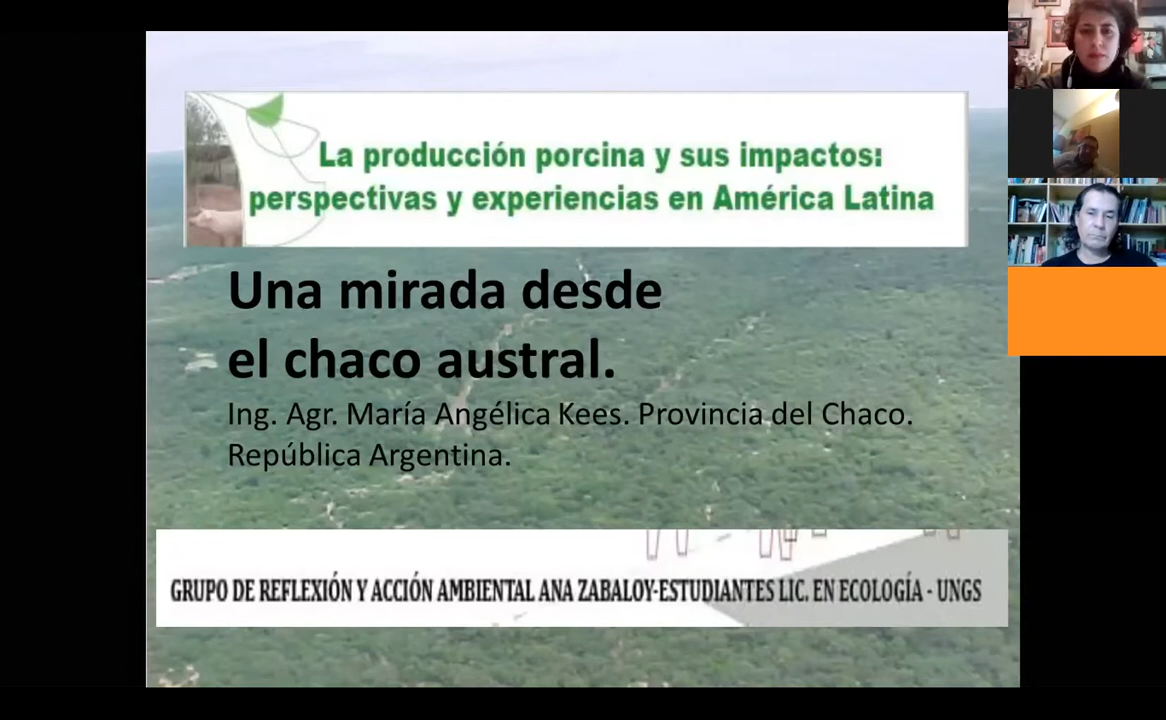 La producción porcina y sus impactos:
perspectivas y experiencias en América Latina
Una mirada desde
el chaco austral.
Ing. Agr. María Angélica Kees. Provincia del Chaco.
República Argentina.
GRUPO DE REFLEXIÓN Y ACCIÓN AMBIENTAL ANA ZABALOY-ESTUDIANTES LIC. EN ECOLOGÍA - UNGS